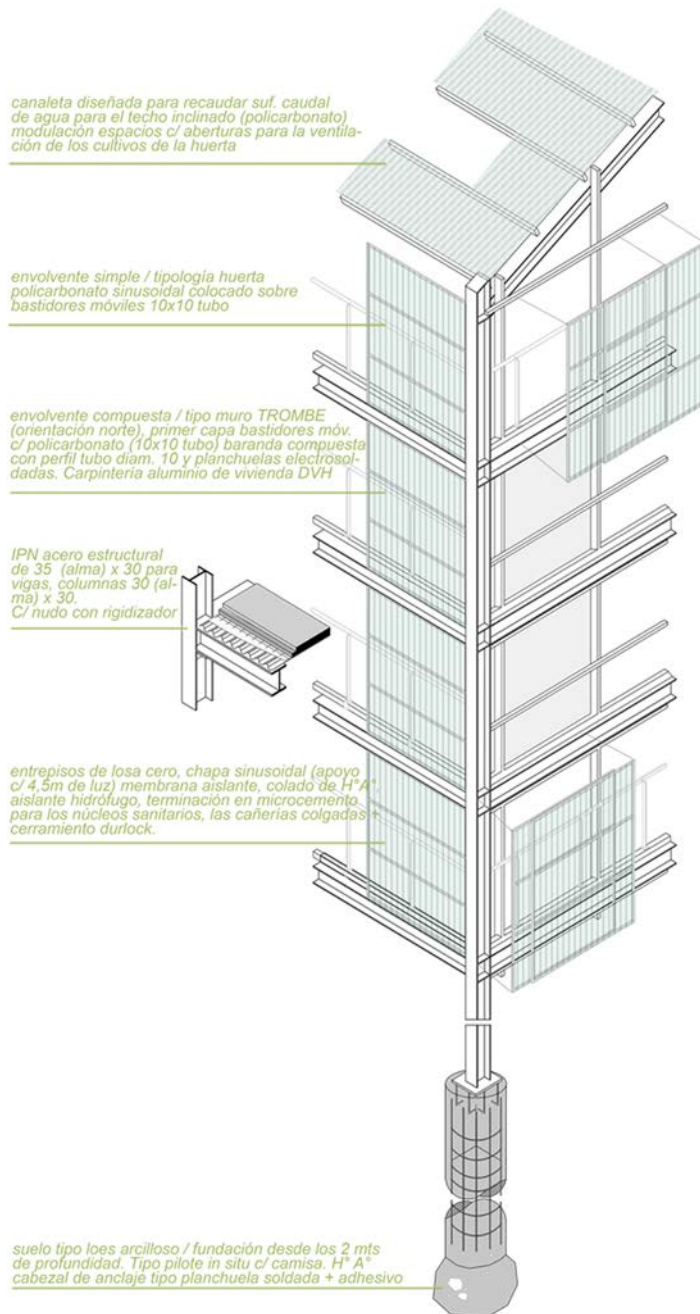 canaleta diseñada para recaudar suf. caudal
de agua para el techo inclinado (policarbonato)
modulación espacios c/ aberturas para la ventila-
ción de los cultivos de la huerta
envolvente simple / tipología huerta
policarbonato sinusoidal colocado sobre
bastidores móviles 10x10 tubo
envolvente compuesta / tipo muro TROMBE
(orientación norte), primer capa bastidores móv.
c/ policarbonato (10x10 tubo) baranda compuesta
con perfil tubo diam. 10 y planchuelas electrosol-
dadas. Carpintería aluminio de vivienda DVH
IPN acero estructural
de 35 (alma) x 30 para
vigas, columnas 30 (al-
ma) x 30.
C/ nudo con rigidizador
entrepisos de losa cero, chapa sinusoidal (apoyo
c/ 4,5m de luz) membrana aislante, colado de H°A°,
aislante hidrófugo, terminación en microcemento
para los núcleos sanitarios, las cañerías colgadas +
cerramiento durlock.
suelo tipo loes arcilloso / fundación desde los 2 mts
de profundidad. Tipo pilote in situ c/ camisa. H° A°
cabezal de anclaje tipo planchuela soldada + adhesivo